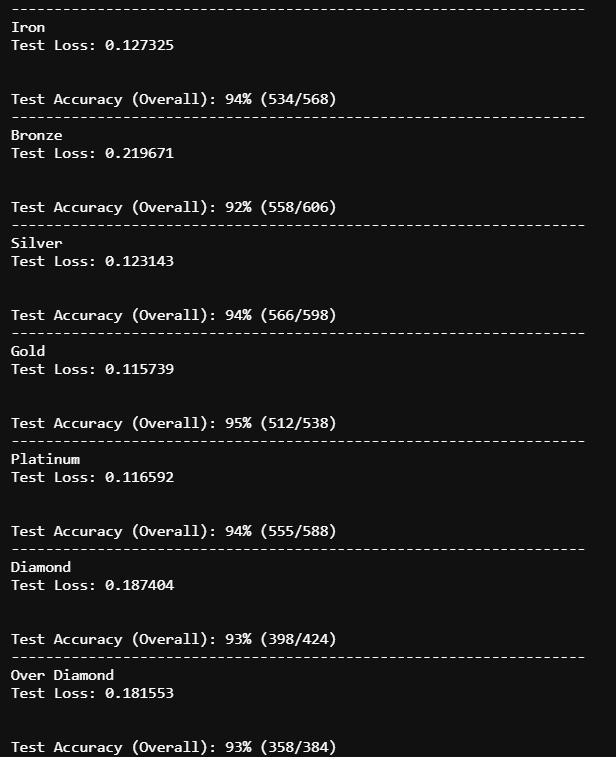 --------------------------------------------------------------------
Iron
Test Loss: 0.127325
Test Accuracy (Overall): 94% (534/568)
--------------------------------------------------------------------
Bronze
Test Loss: 0.219671
Test Accuracy (Overall): 92% (558/606)
--------------------------------------------------------------------
Silver
Test Loss: 0.123143
Test Accuracy (Overall): 94% (566/598)
--------------------------------------------------------------------
Gold
Test Loss: 0.115739
Test Accuracy (Overall): 95% (512/538)
--------------------------------------------------------------------
Platinum
Test Loss: 0.116592
Test Accuracy (Overall): 94% (555/588)
--------------------------------------------------------------------
Diamond
Test Loss: 0.187404
Test Accuracy (Overall): 93% (398/424)
--------------------------------------------------------------------
Over Diamond
Test Loss: 0.181553
Test Accuracy (Overall): 93% (358/384)